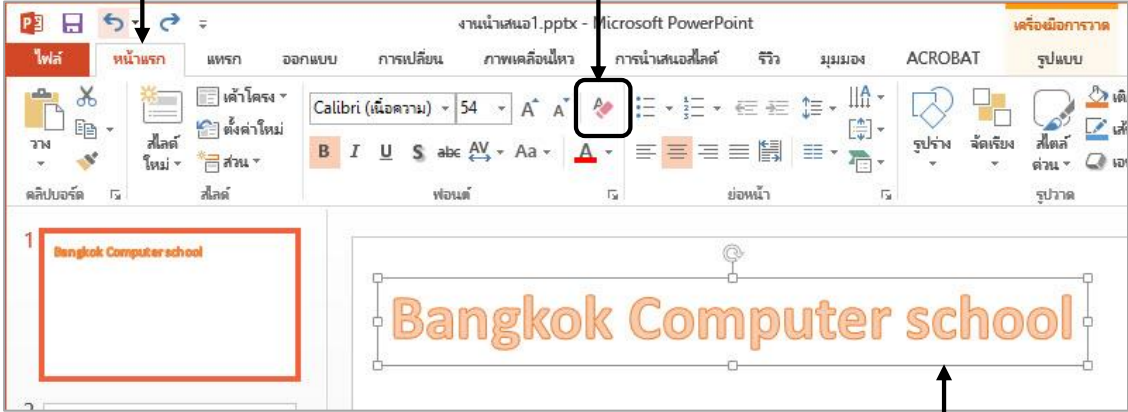 งานนำเสนอ1.pptx - Microsoft PowerPoint
เครื่องมือการวาด
ไฟล์ หน้าแรก แทรก ออกแบบ การเปลี่ยน ภาพเคลื่อนไหว การนำเสนอสไลด์ รีวิว มุมมอง ACROBAT รูปแบบ
วาง
สไลด์
ใหม่
เค้าโครง
ตั้งค่าใหม่
ส่วน
Calibri (เนื้อความ) 54 A A A
B I U S abc AV Aa A
รูปร่าง
จัดเรียง
สไตล์
ด่วน
คลิปบอร์ด สไลด์ ฟอนต์ ย่อหน้า รูปวาด
1
Bangkok Computer school
Bangkok Computer school